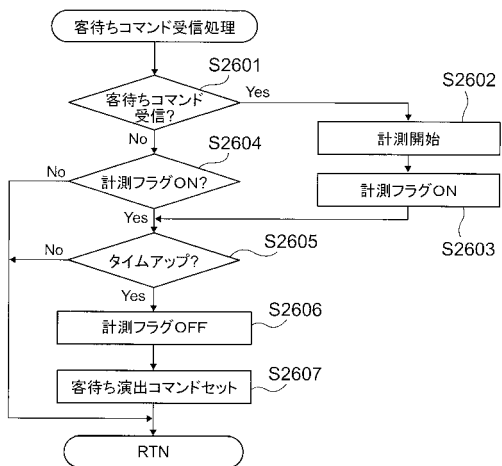 客待ちコマンド受信処理
S2601
客待ちコマンド
受信?
Yes
No
S2602
計測開始
計測フラグON
S2603
S2604
計測フラグON?
No
Yes
S2605
タイムアップ?
No
Yes
S2606
計測フラグOFF
S2607
客待ち演出コマンドセット
RTN